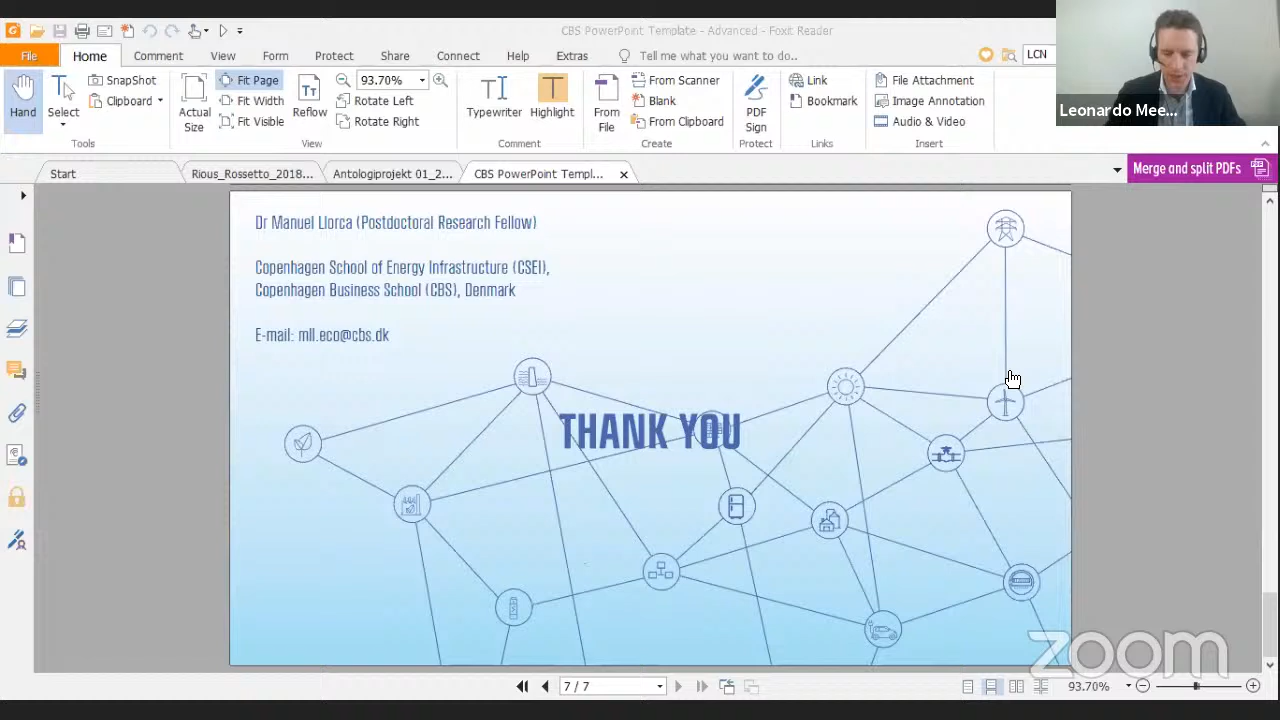 CBS PowerPoint Template - Advanced - Foxit Reader
File Home Comment View Form Protect Share Connect Help Extras Tell me what you want to do.. LCN
SnapShot
Clipboard
Hand
Select
Tools
Actual Size
Fit Page
Fit Width
Fit Visible
Reflow
93.70%
Rotate Left
Rotate Right
View
Typewriter
Highlight
Comment
From File
From Scanner
Blank
From Clipboard
Create
PDF Sign
Protect
Link
Bookmark
Links
File Attachment
Image Annotation
Audio & Video
Insert
Leonardo Mee...
Start Rious_Rossetto_2018... Antologiprojekt 01_2... CBS PowerPoint Templ... Merge and split PDFs
Dr Manuel Llorca (Postdoctoral Research Fellow)
Copenhagen School of Energy Infrastructure (CSEI),
Copenhagen Business School (CBS), Denmark
E-mail: mll.eco@cbs.dk
THANK YOU
zoom
7 / 7
93.70%